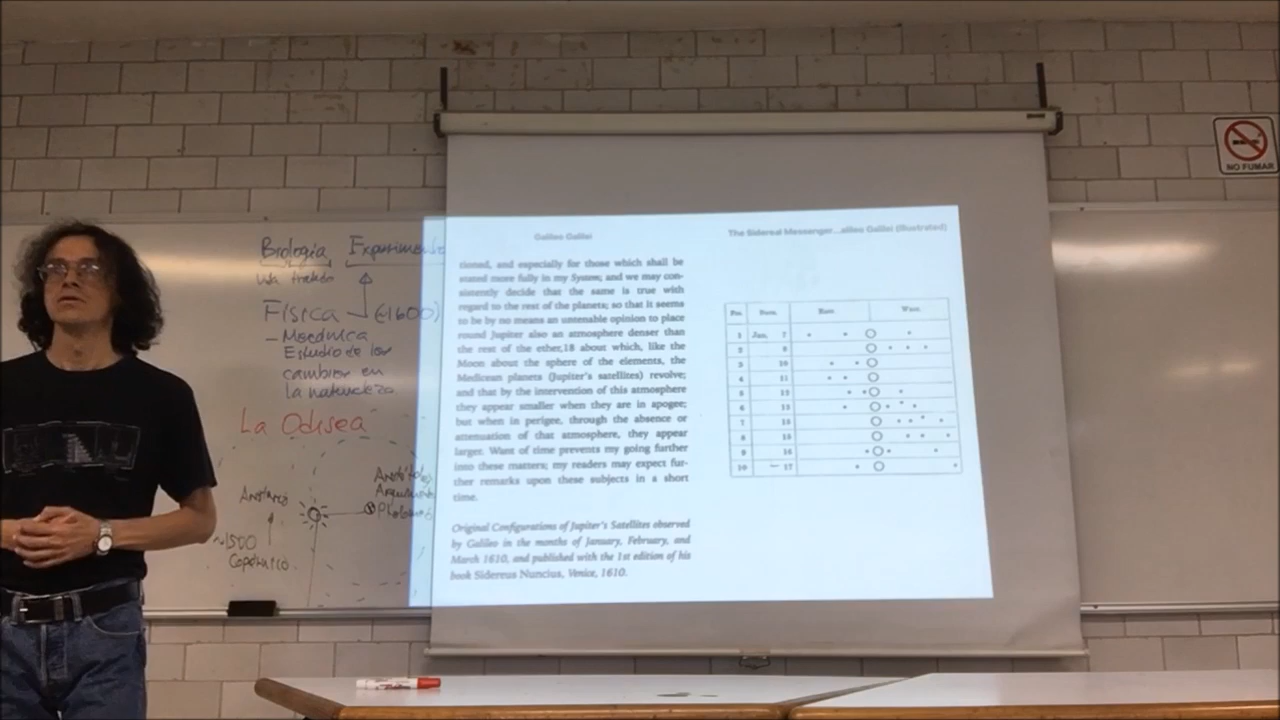 NO FUMAR
Biología Experimento
Física (~1600)
- Mecánica
Estudio de los
cambios en
la naturaleza
La Odisea
Aristarco
~1500
Copérnico
Galileo Galilei
tioned, and especially for those which shall be
stated more fully in my System; and we may con-
sistently decide that the same is true with
regard to the rest of the planets; so that it seems
to be by no means an untenable opinion to place
round Jupiter also an atmosphere denser than
the rest of the ether,18 about which, like the
Moon about the sphere of the elements, the
Medicean planets (Jupiter's satellites) revolve;
and that by the intervention of this atmosphere
they appear smaller when they are in apogee;
but when in perigee, through the absence or
attenuation of that atmosphere, they appear
larger. Want of time prevents my going further
into these matters; my readers may expect fur-
ther remarks upon these subjects in a short
time.
Original Configurations of Jupiter's Satellites observed
by Galileo in the months of January, February, and
March 1610, and published with the 1st edition of his
book Sidereus Nuncius, Venice, 1610.
The Sidereal Messenger...alileo Galilei (Illustrated)
East West
1 Jan. 7
2 8
3 10
4 11
5 12
6 13
7 15
8 15
9 16
10 17